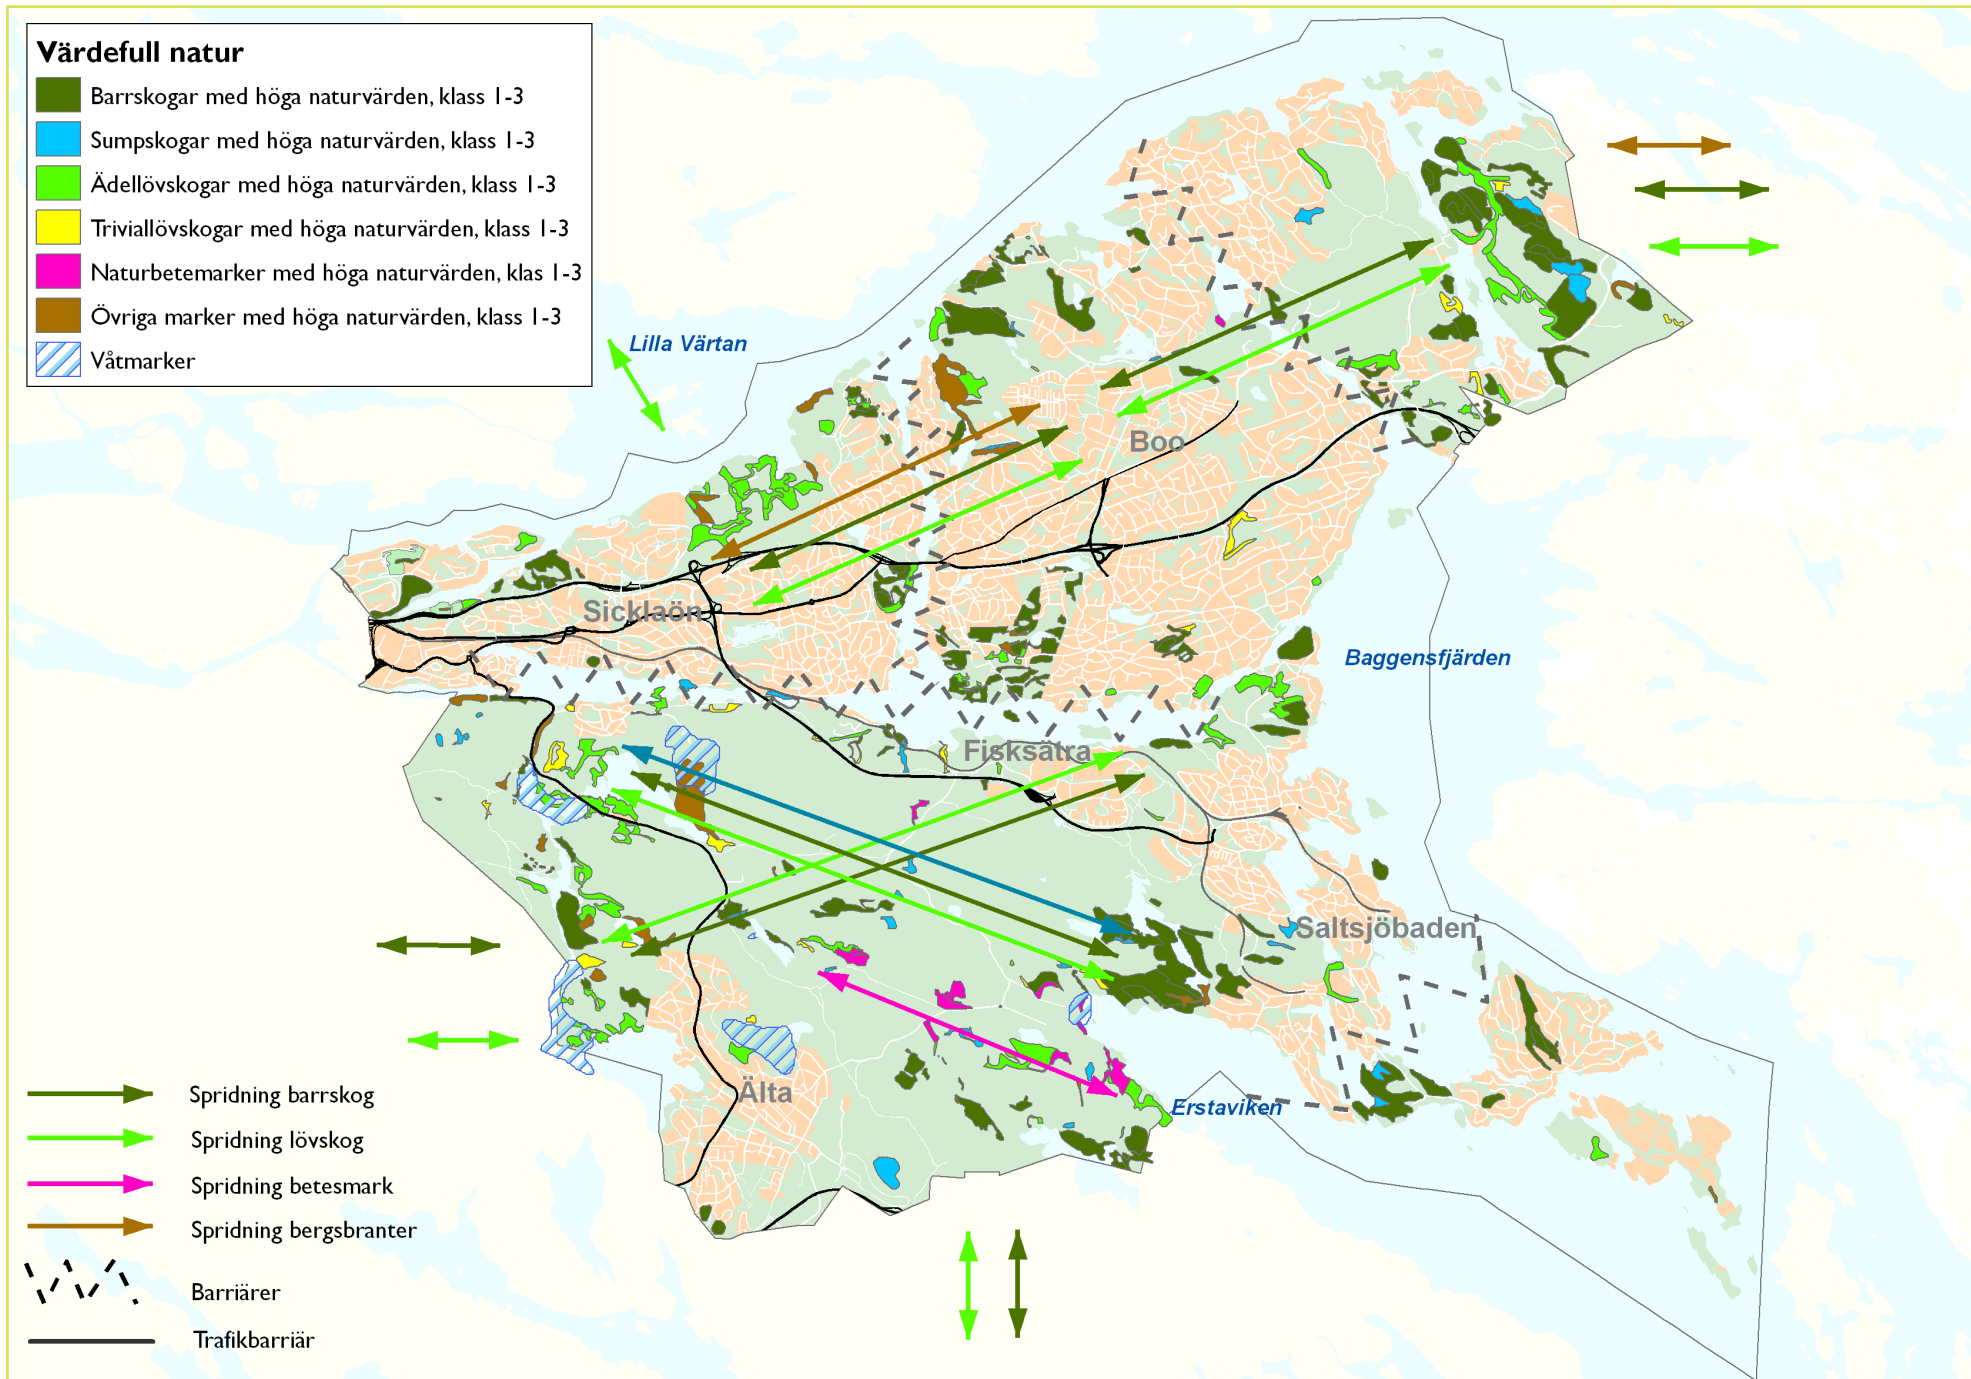 Värdefull natur
Barrskogar med höga naturvärden, klass 1-3
Sumpskogar med höga naturvärden, klass 1-3
Ädellövskogar med höga naturvärden, klass 1-3
Triviallövskogar med höga naturvärden, klass 1-3
Naturbetemarker med höga naturvärden, klas 1-3
Övriga marker med höga naturvärden, klass 1-3
Våtmarker
Lilla Värtan
Boo
Sicklaön
Baggensfjärden
Fisksätra
Saltsjöbaden
Älta
Erstaviken
Spridning barrskog
Spridning lövskog
Spridning betesmark
Spridning bergsbranter
Barriärer
Trafikbarriär